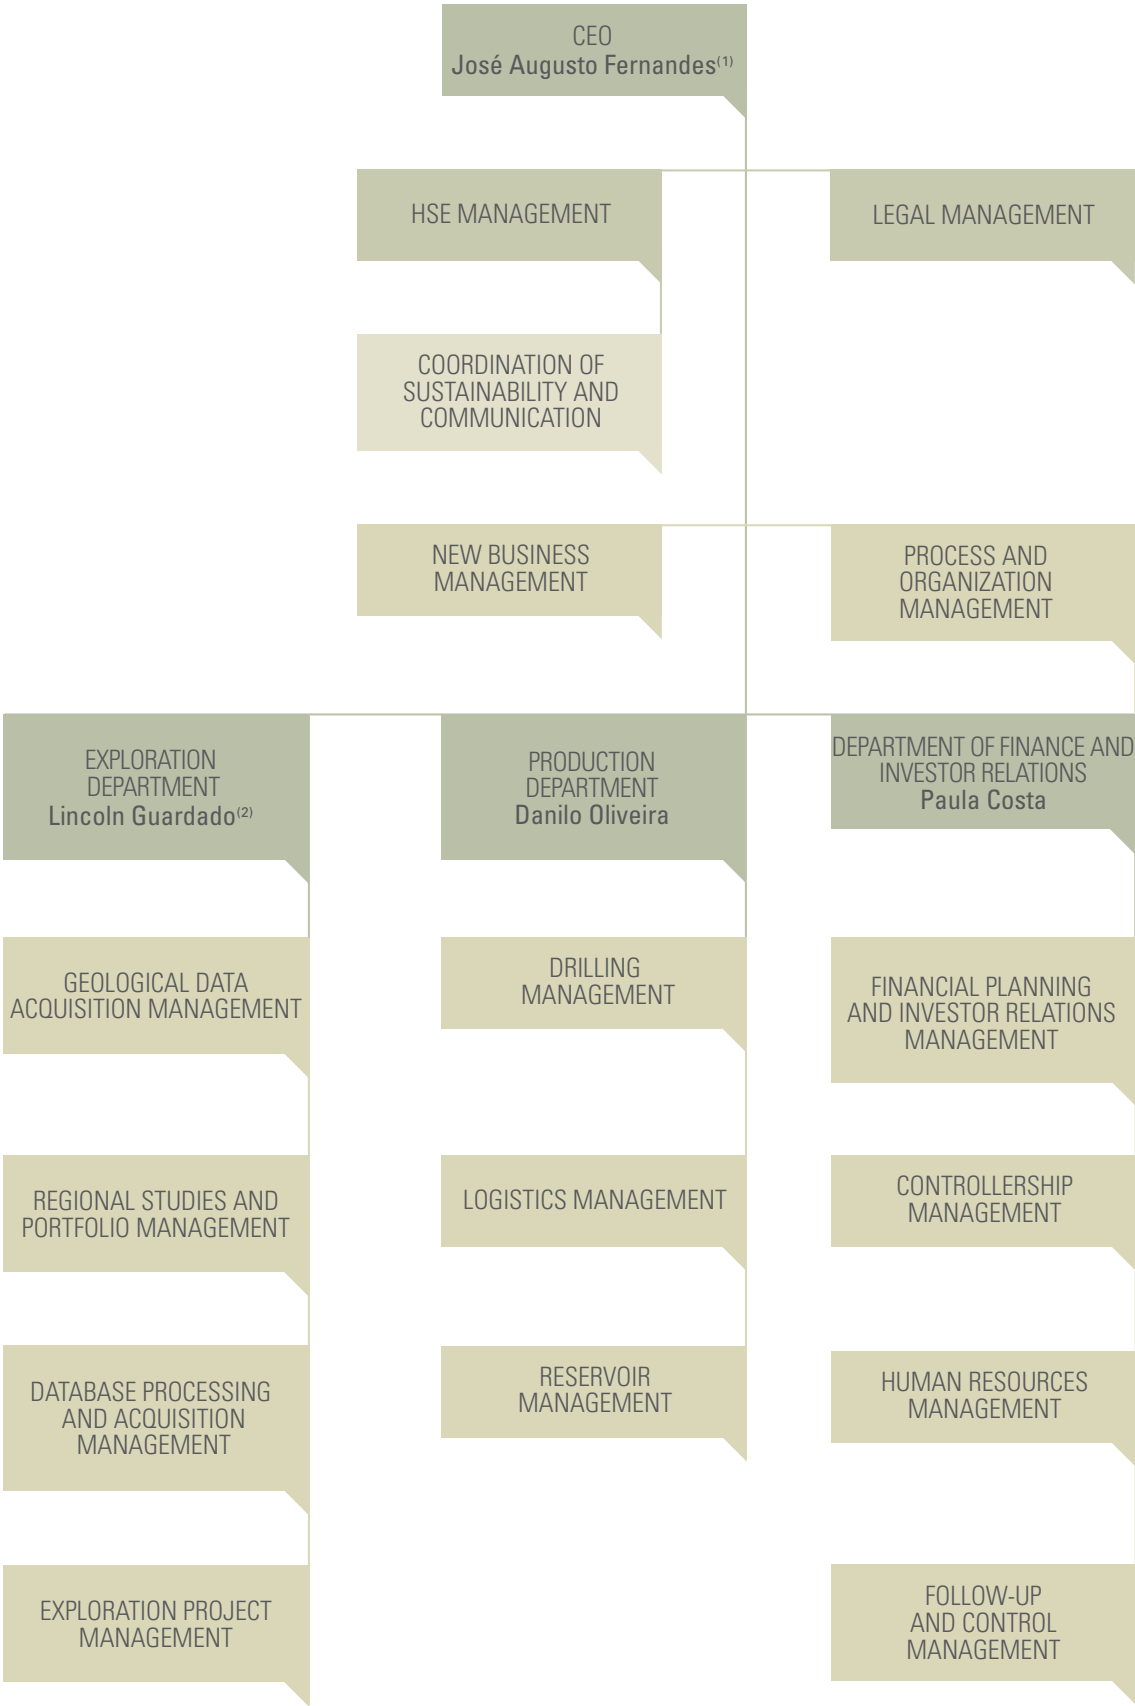 CEO
José Augusto Fernandes(1)
HSE MANAGEMENT
LEGAL MANAGEMENT
COORDINATION OF
SUSTAINABILITY AND
COMMUNICATION
NEW BUSINESS
MANAGEMENT
PROCESS AND
ORGANIZATION
MANAGEMENT
EXPLORATION
DEPARTMENT
Lincoln Guardado(2)
PRODUCTION
DEPARTMENT
Danilo Oliveira
DEPARTMENT OF FINANCE AND
INVESTOR RELATIONS
Paula Costa
GEOLOGICAL DATA
ACQUISITION MANAGEMENT
DRILLING
MANAGEMENT
FINANCIAL PLANNING
AND INVESTOR RELATIONS
MANAGEMENT
REGIONAL STUDIES AND
PORTFOLIO MANAGEMENT
LOGISTICS MANAGEMENT
CONTROLLERSHIP
MANAGEMENT
DATABASE PROCESSING
AND ACQUISITION
MANAGEMENT
RESERVOIR
MANAGEMENT
HUMAN RESOURCES
MANAGEMENT
EXPLORATION PROJECT
MANAGEMENT
FOLLOW-UP
AND CONTROL
MANAGEMENT